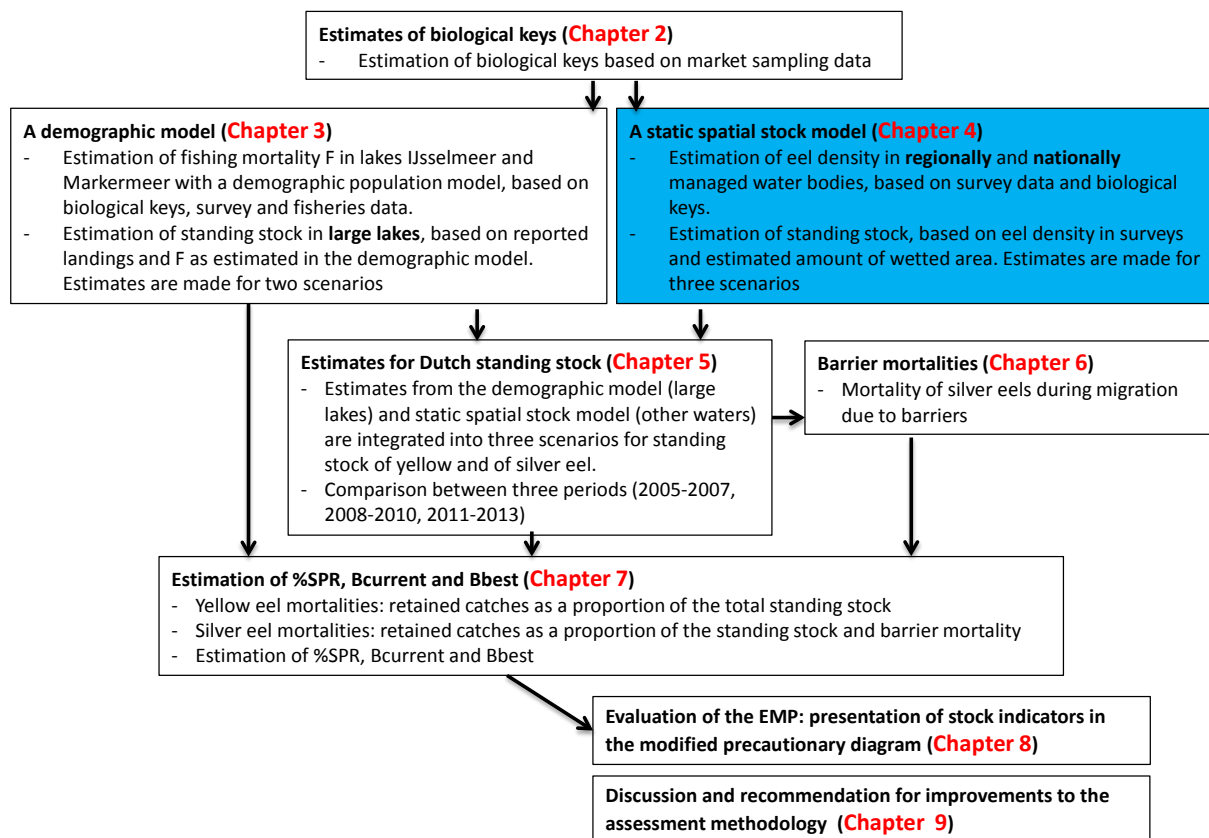 Estimates of biological keys (Chapter 2)
- Estimation of biological keys based on market sampling data
A demographic model (Chapter 3)
- Estimation of fishing mortality F in lakes IJsselmeer and
Markermeer with a demographic population model, based on
biological keys, survey and fisheries data.
- Estimation of standing stock in large lakes, based on reported
landings and F as estimated in the demographic model.
Estimates are made for two scenarios
A static spatial stock model (Chapter 4)
- Estimation of eel density in regionally and nationally
managed water bodies, based on survey data and biological
keys.
- Estimation of standing stock, based on eel density in surveys
and estimated amount of wetted area. Estimates are made for
three scenarios
Estimates for Dutch standing stock (Chapter 5)
- Estimates from the demographic model (large
lakes) and static spatial stock model (other waters)
are integrated into three scenarios for standing
stock of yellow and of silver eel.
- Comparison between three periods (2005-2007,
2008-2010, 2011-2013)
Barrier mortalities (Chapter 6)
- Mortality of silver eels during migration
due to barriers
Estimation of %SPR, Bcurrent and Bbest (Chapter 7)
- Yellow eel mortalities: retained catches as a proportion of the total standing stock
- Silver eel mortalities: retained catches as a proportion of the standing stock and barrier mortality
- Estimation of %SPR, Bcurrent and Bbest
Evaluation of the EMP: presentation of stock indicators in
the modified precautionary diagram (Chapter 8)
Discussion and recommendation for improvements to the
assessment methodology (Chapter 9)